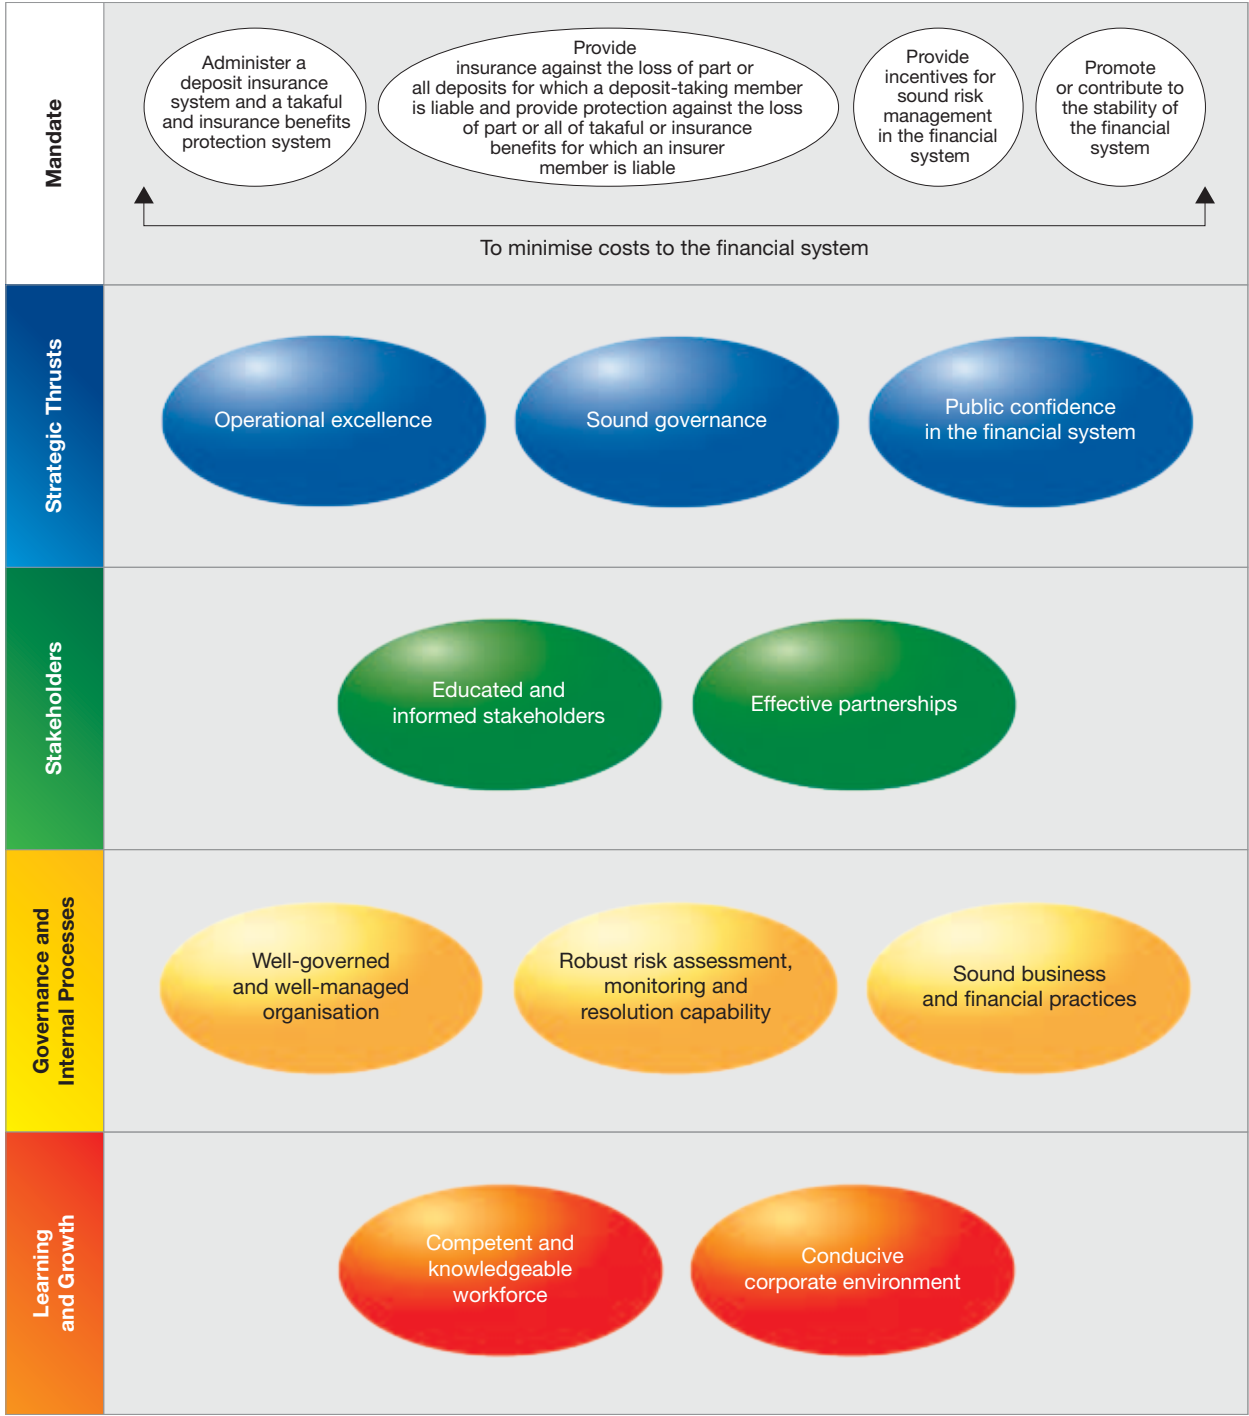 Mandate
Administer a
deposit insurance
system and a takaful
and insurance benefits
protection system
Provide
insurance against the loss of part or
all deposits for which a deposit-taking member
is liable and provide protection against the loss
of part or all of takaful or insurance
benefits for which an insurer
member is liable
Provide
incentives for
sound risk
management
in the financial
system
Promote
or contribute to
the stability of
the financial
system
To minimise costs to the financial system
Strategic Thrusts
Operational excellence
Sound governance
Public confidence
in the financial system
Stakeholders
Educated and
informed stakeholders
Effective partnerships
Governance and
Internal Processes
Well-governed
and well-managed
organisation
Robust risk assessment,
monitoring and
resolution capability
Sound business
and financial practices
Learning
and Growth
Competent and
knowledgeable
workforce
Conducive
corporate environment